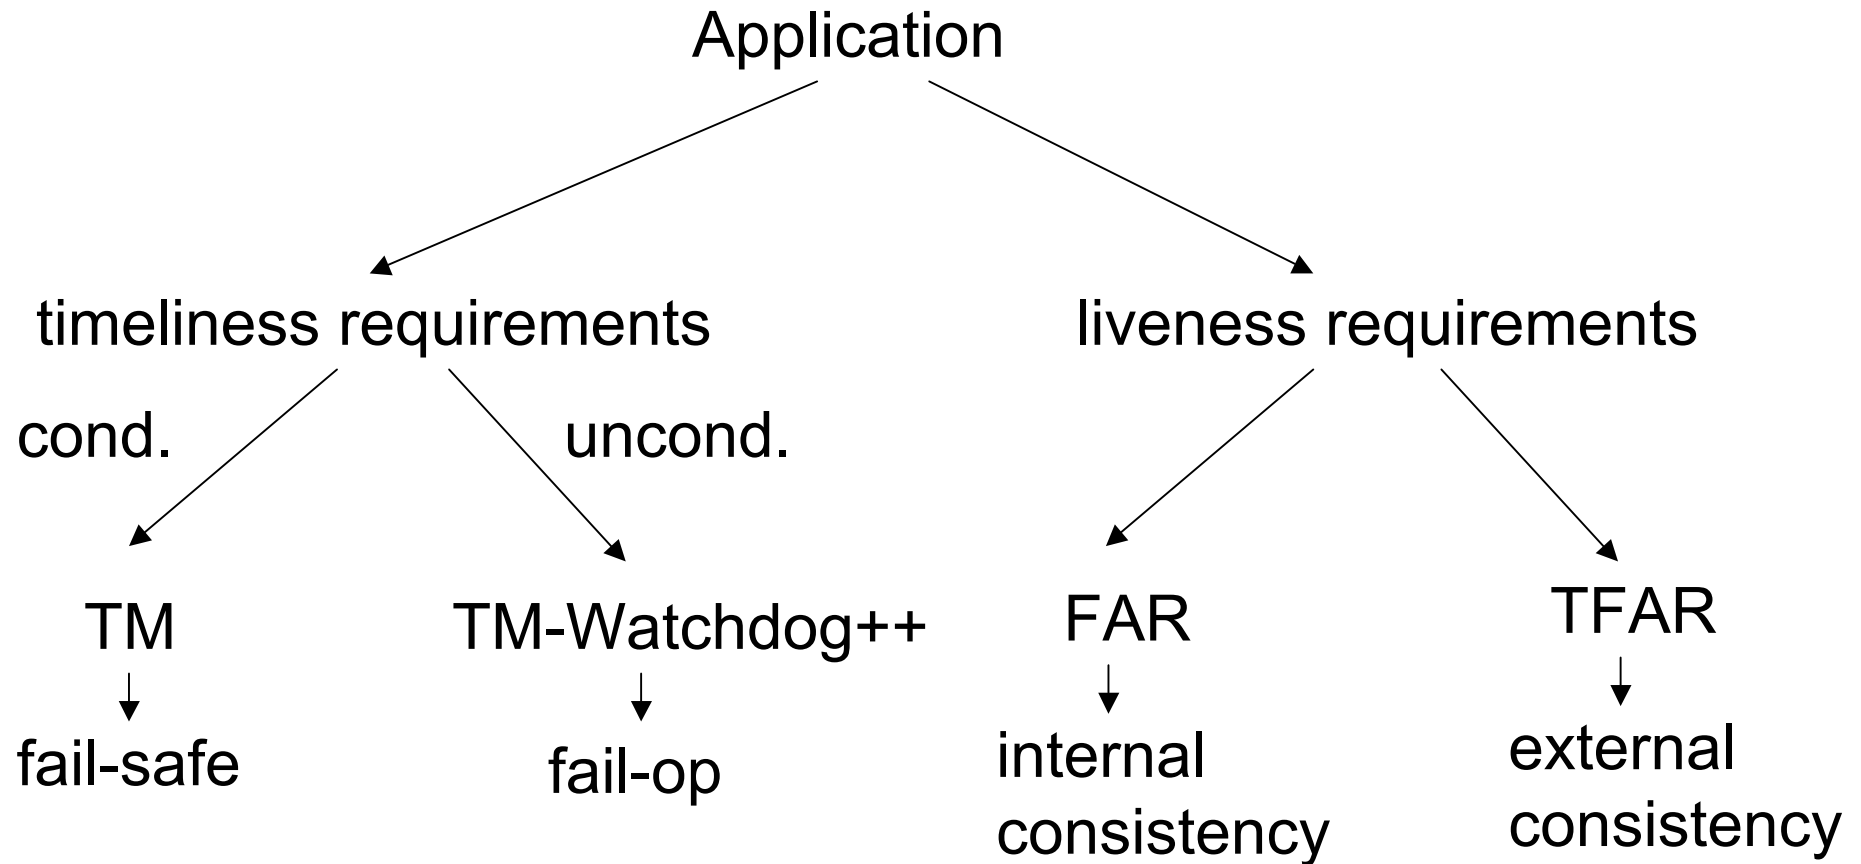 Application
timeliness requirements
liveness requirements
cond.
uncond.
TM
TM-Watchdog++
FAR
TFAR
fail-safe
fail-op
internal
consistency
external
consistency